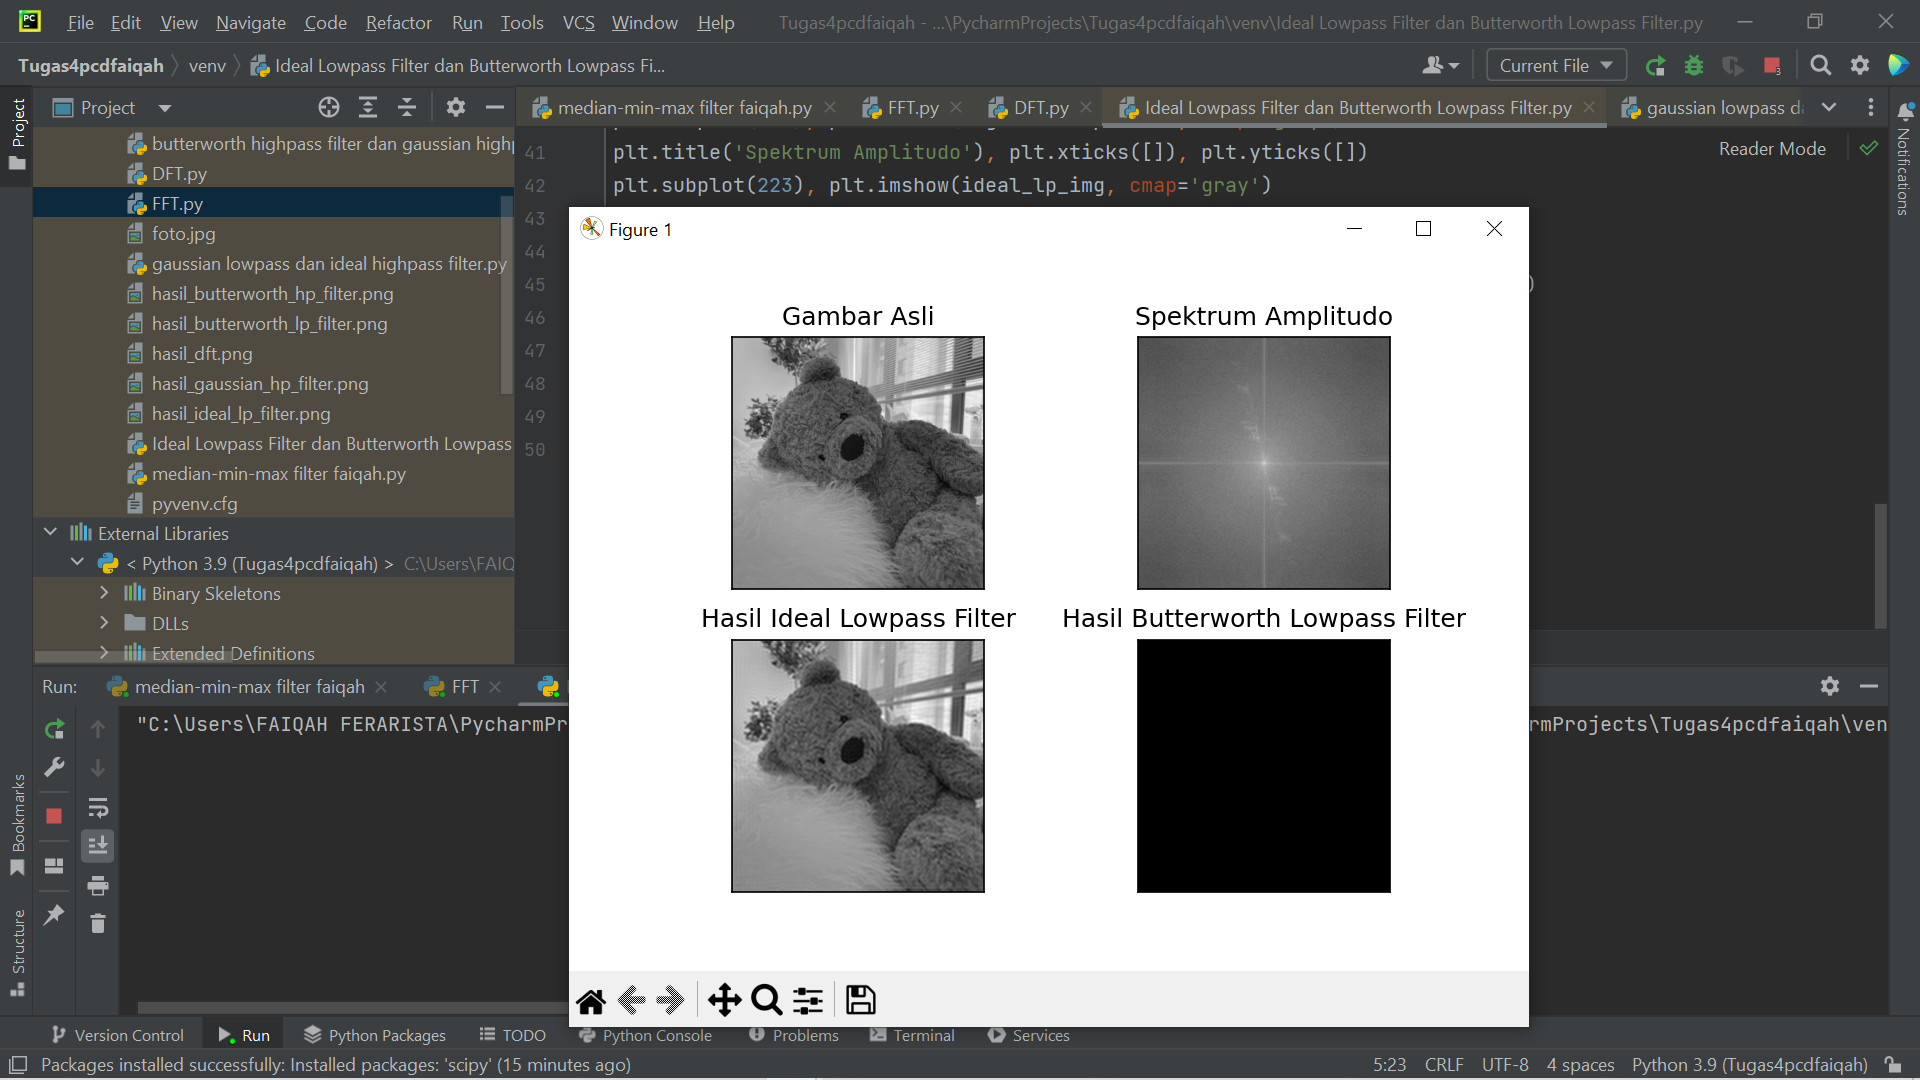 File Edit View Navigate Code Refactor Run Tools VCS Window Help Tugas4pcdfaiqah - ...\PycharmProjects\Tugas4pcdfaiqah\venv\Ideal Lowpass Filter dan Butterworth Lowpass Filter.py
Tugas4pcdfaiqah venv Ideal Lowpass Filter dan Butterworth Lowpass Fi... Current File
Project
Project
median-min-max filter faiqah.py FFT.py DFT.py Ideal Lowpass Filter dan Butterworth Lowpass Filter.py gaussian lowpass da
Notifications
butterworth highpass filter dan gaussian highp
DFT.py
FFT.py
foto.jpg
gaussian lowpass dan ideal highpass filter.py
hasil_butterworth_hp_filter.png
hasil_butterworth_lp_filter.png
hasil_dft.png
hasil_gaussian_hp_filter.png
hasil_ideal_lp_filter.png
Ideal Lowpass Filter dan Butterworth Lowpass
median-min-max filter faiqah.py
pyvenv.cfg
External Libraries
< Python 3.9 (Tugas4pcdfaiqah) > C:\Users\FAIQ
Binary Skeletons
DLLs
Extended Definitions
Reader Mode
41 plt.title('Spektrum Amplitudo'), plt.xticks([]), plt.yticks([])
42 plt.subplot(223), plt.imshow(ideal_lp_img, cmap='gray')
43
44
45 )
46
47
48
49
50
Figure 1
Gambar Asli
Spektrum Amplitudo
Hasil Ideal Lowpass Filter
Hasil Butterworth Lowpass Filter
Run: median-min-max filter faiqah FFT
"C:\Users\FAIQAH FERARISTA\PycharmPr
rmProjects\Tugas4pcdfaiqah\ven
Bookmarks
Structure
Version Control Run Python Packages TODO Python Console Problems Terminal Services
Packages installed successfully: Installed packages: 'scipy' (15 minutes ago) 5:23 CRLF UTF-8 4 spaces Python 3.9 (Tugas4pcdfaiqah)